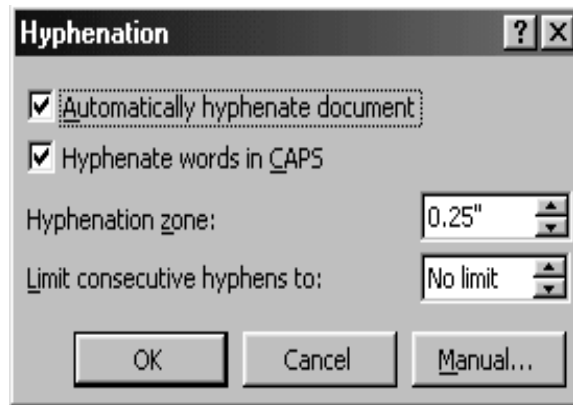 Hyphenation
Automatically hyphenate document
Hyphenate words in CAPS
Hyphenation zone: 0.25"
Limit consecutive hyphens to: No limit
OK Cancel Manual...